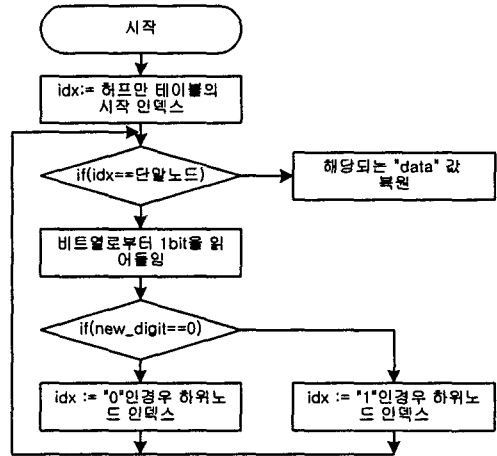 시작
idx:= 허프만 테이블의
시작 인덱스
if(idx==단말노드)
해당되는 "data" 값
복원
비트열로부터 1bit을 읽
어들임
if(new_digit==0)
idx := "0"인경우 하위노
드 인덱스
idx := "1"인경우 하위노
드 인덱스